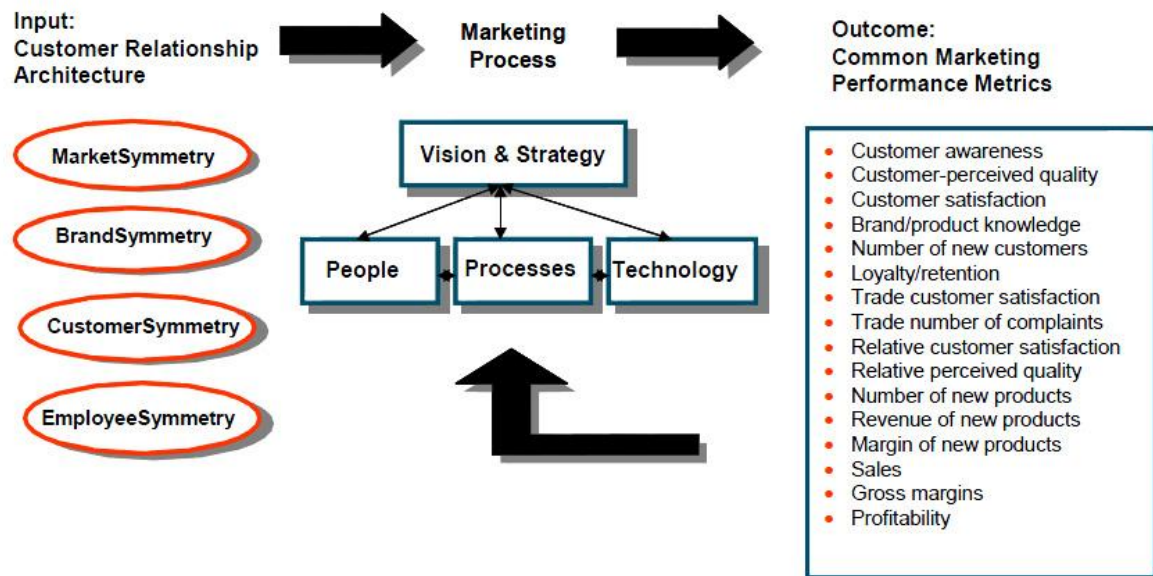 Input:
Customer Relationship
Architecture
Marketing
Process
Outcome:
Common Marketing
Performance Metrics
MarketSymmetry
BrandSymmetry
CustomerSymmetry
EmployeeSymmetry
Vision & Strategy
People
Processes
Technology
• Customer awareness
• Customer-perceived quality
• Customer satisfaction
• Brand/product knowledge
• Number of new customers
• Loyalty/retention
• Trade customer satisfaction
• Trade number of complaints
• Relative customer satisfaction
• Relative perceived quality
• Number of new products
• Revenue of new products
• Margin of new products
• Sales
• Gross margins
• Profitability